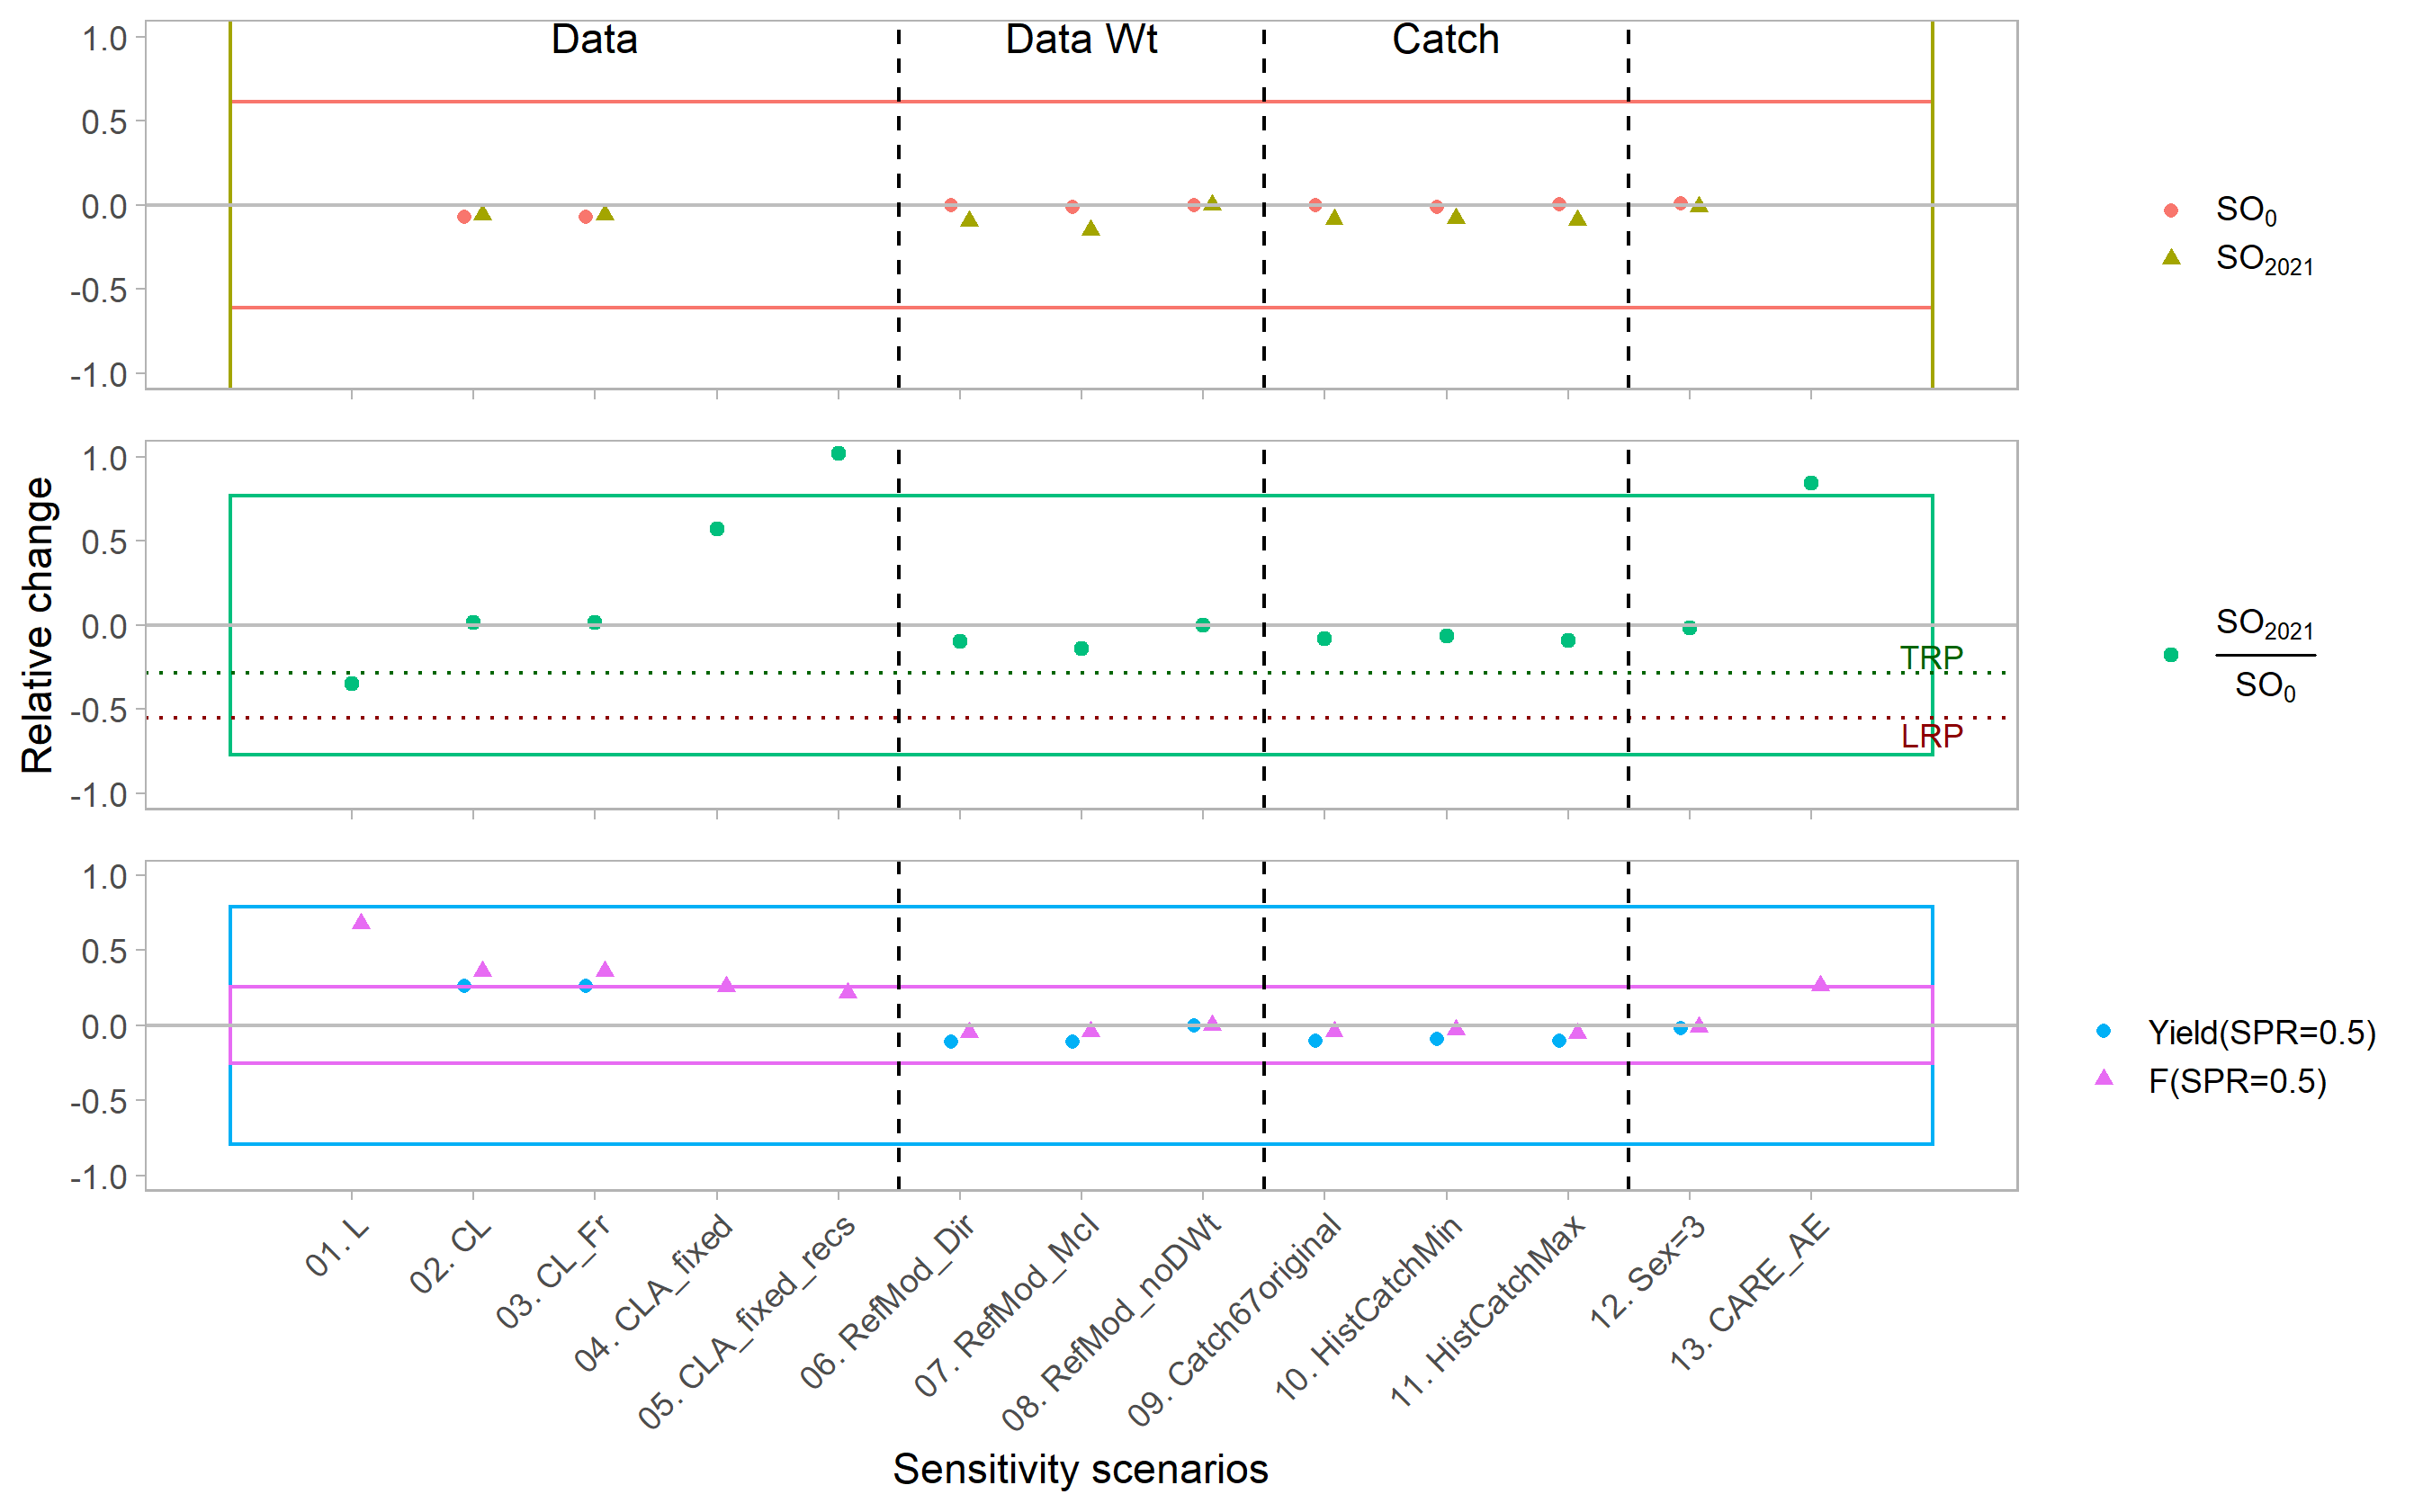 Data
Data Wt
Catch
1.0
0.5
0.0
-0.5
-1.0
SO0
SO2021
Relative change
1.0
0.5
0.0
-0.5
-1.0
TRP
LRP
SO2021
SO0
1.0
0.5
0.0
-0.5
-1.0
Yield(SPR=0.5)
F(SPR=0.5)
01. L
02. CL
03. CL_Fr
04. CLA_fixed
05. CLA_fixed_recs
06. RefMod_Dir
07. RefMod_McI
08. RefMod_noDWt
09. Catch67original
10. HistCatchMin
11. HistCatchMax
12. Sex=3
13. CARE_AE
Sensitivity scenarios